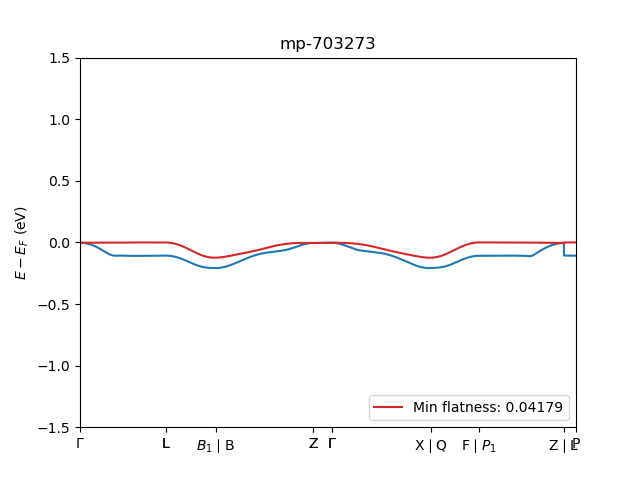 mp-703273
E − E_F (eV)
1.5
1.0
0.5
0.0
−0.5
−1.0
−1.5
Min flatness: 0.04179
Γ L B₁ | B Z Γ X | Q F | P₁ Z | L P